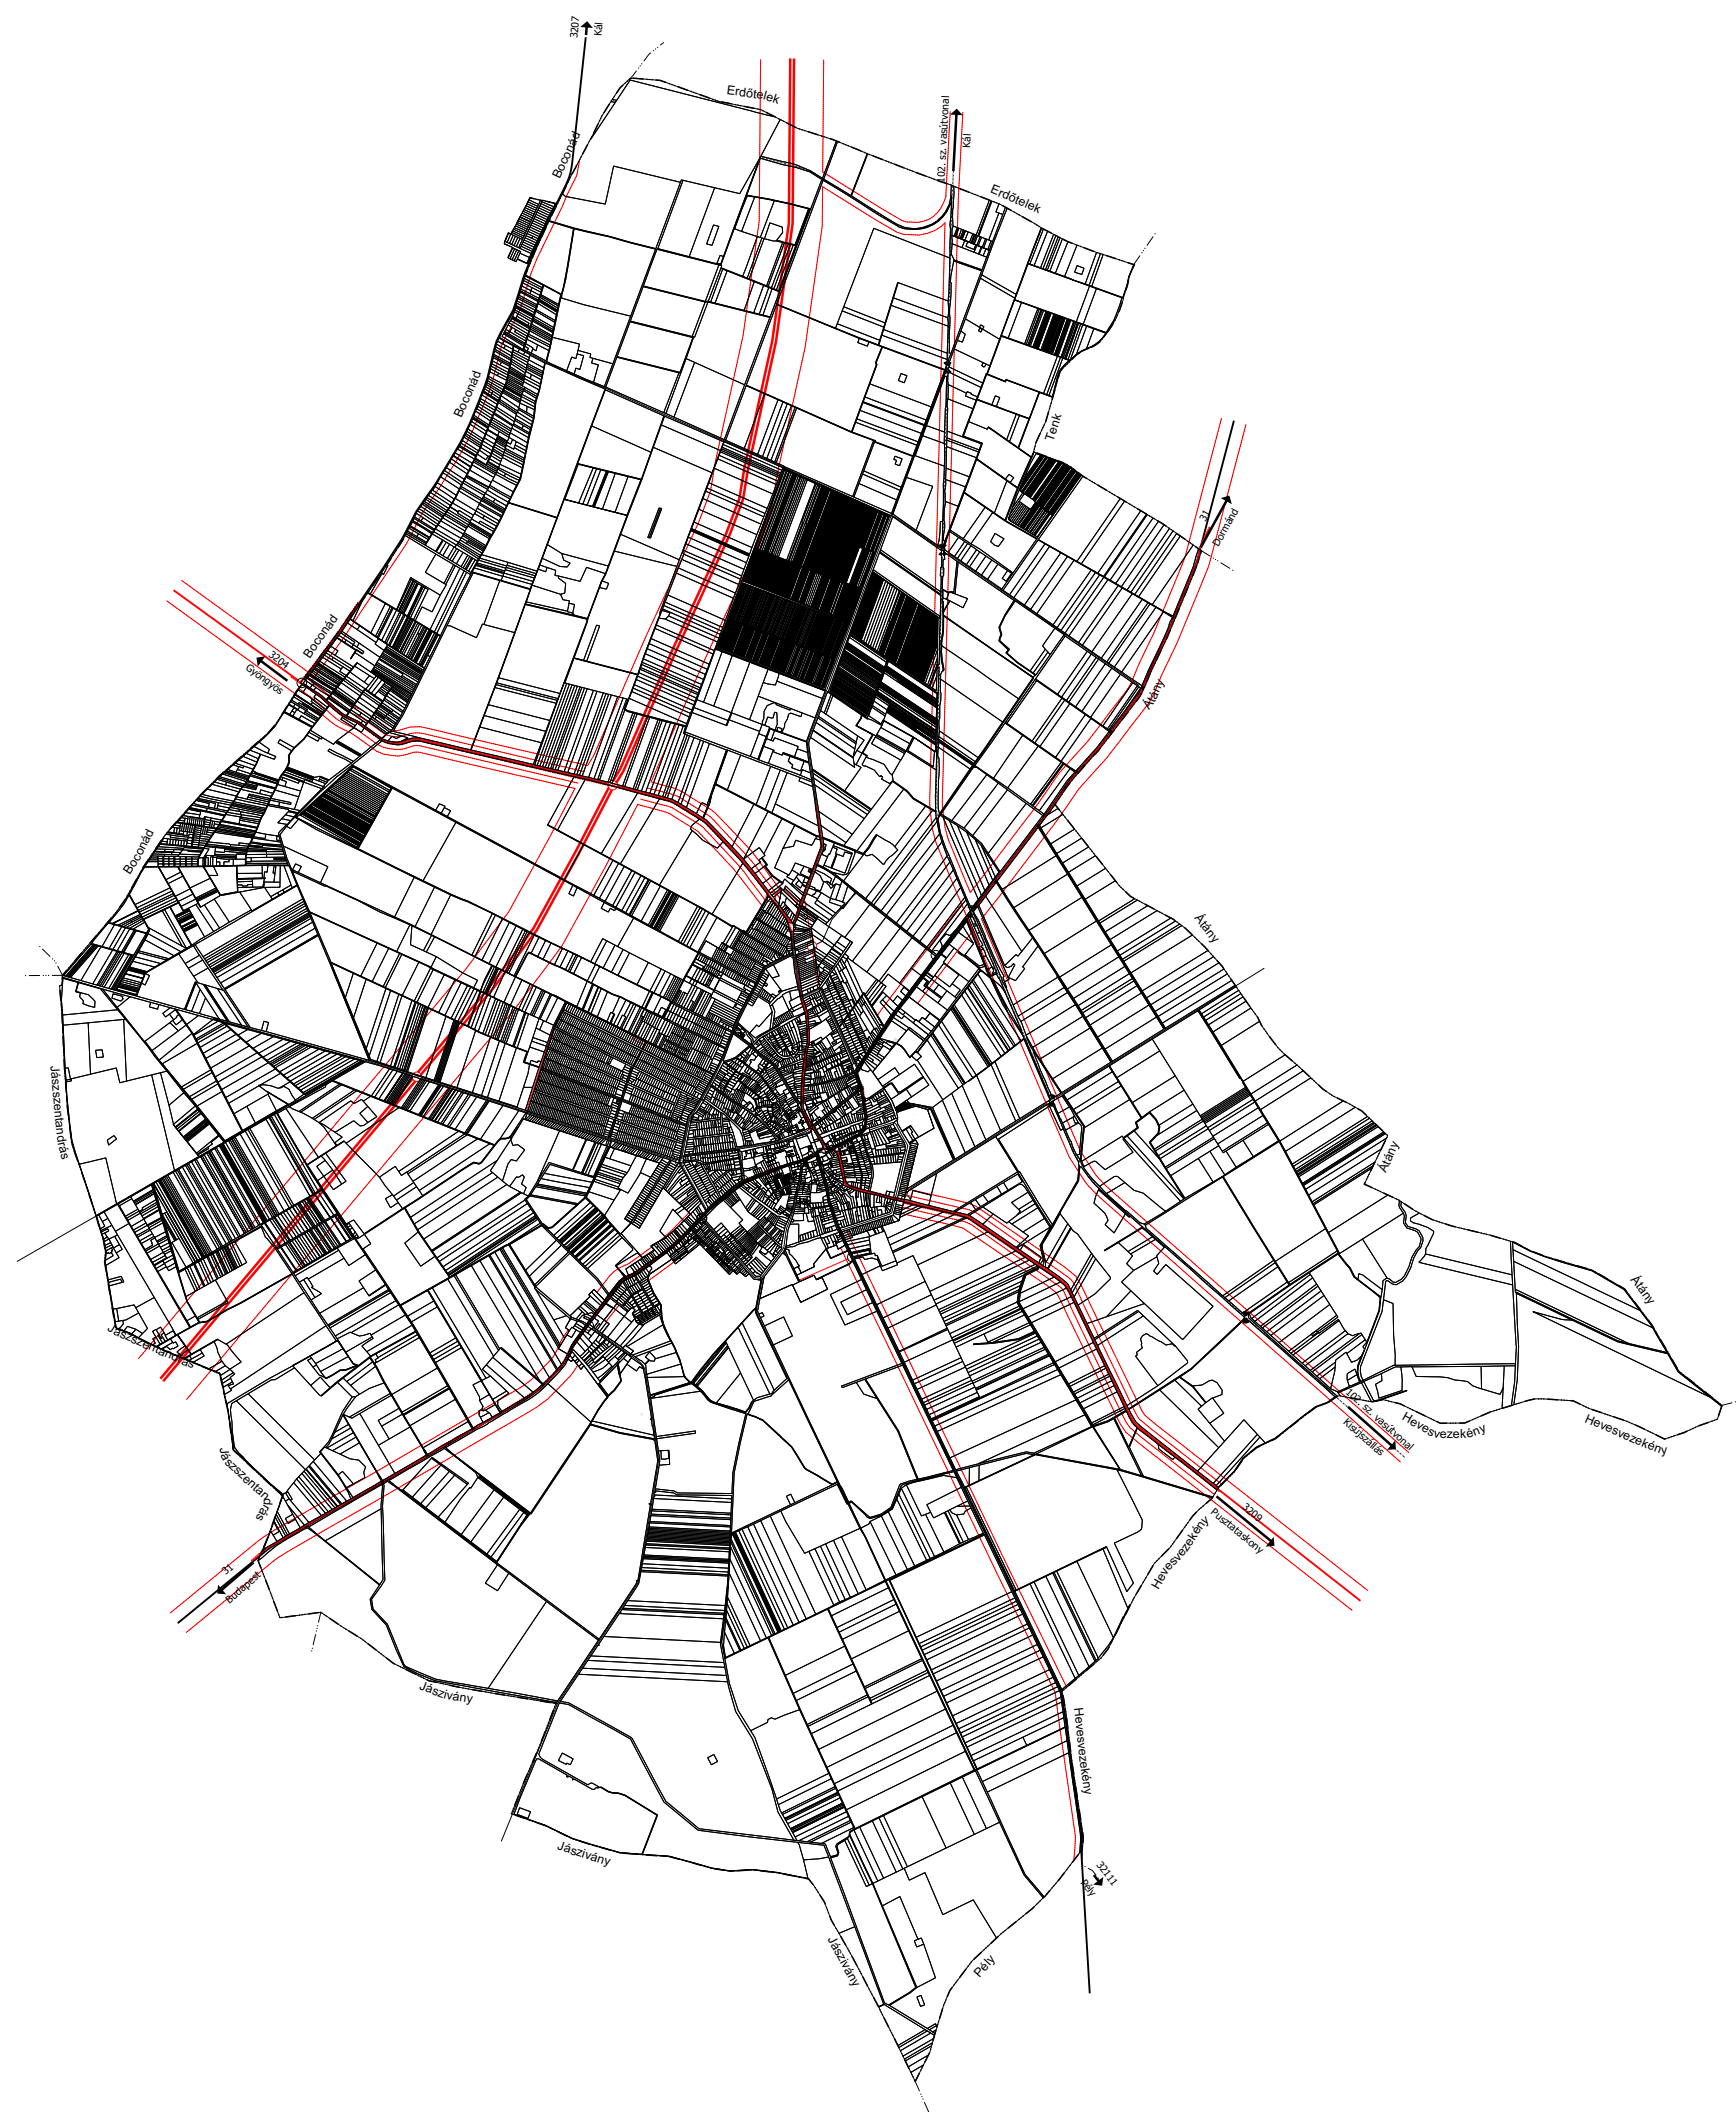 3207
Kál
Erdőtelek
102. sz. vasútvonal
Kál
Boconád
Erdőtelek
Boconád
Tenk
31
Dormánd
Boconád
3204
Gyöngyös
Átány
Boconád
Átány
Jászszentandrás
Átány
Átány
Jászszentandrás
102. sz. vasútvonal
Kisújszállás
Hevesvezekény
Hevesvezekény
Jászszentandrás
3209
Pusztataskony
Hevesvezekény
31
Budapest
Jászivány
Hevesvezekény
Jászivány
32111
Pély
Jászivány
Pély